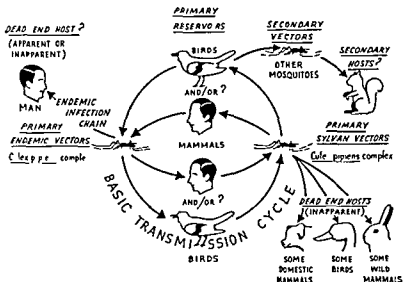 DEAD END HOST?
(APPARENT OR
INAPPARENT)
MAN
PRIMARY
RESERVOIRS
BIRDS
AND/OR?
MAMMALS
SECONDARY
VECTORS
OTHER
MOSQUITOES
SECONDARY
HOSTS?
ENDEMIC
INFECTION
CHAIN
PRIMARY
ENDEMIC VECTORS
PRIMARY
SYLVAN VECTORS
complex
AND/OR?
BIRDS
BASIC TRANSMISSION CYCLE
DEAD END HOSTS
(INAPPARENT)
SOME
DOMESTIC
MAMMALS
SOME
BIRDS
SOME
WILD
MAMMALS